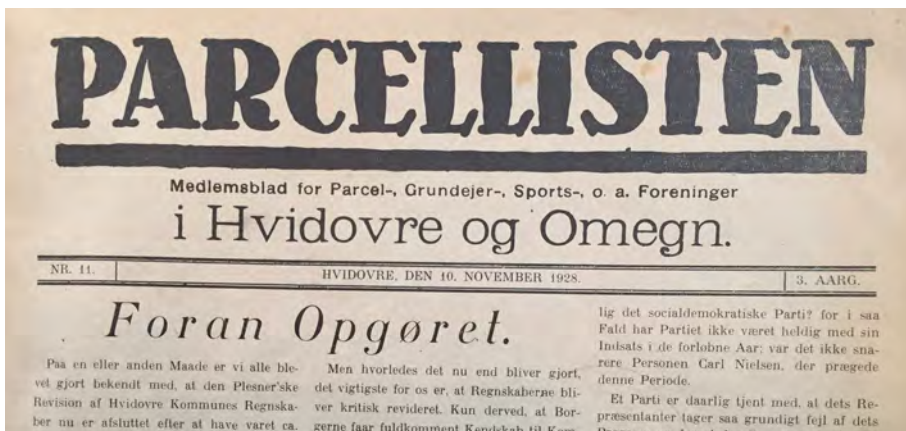 PARCELLISTEN
Medlemsblad for Parcel-, Grundejer-, Sports-, o. a. Foreninger
i Hvidovre og Omegn.
NR. 11. HVIDOVRE, DEN 10. NOVEMBER 1928. 3. AARG.
Foran Opgøret.
Paa en eller anden Maade er vi alle ble-
vet gjort bekendt med, at den Plesner'ske
Revision af Hvidovre Kommunes Regnska-
ber nu er afsluttet efter at have varet ca.
Men hvorledes det nu end bliver gjort,
det vigtigste for os er, at Regnskaberne bli-
ver kritisk revideret. Kun derved, at Bor-
gerne faar fuldkomment Kendskab til
lig det socialdemokratiske Parti? for i saa
Fald har Partiet ikke været heldig med sin
Indsats i de forløbne Aar; var det ikke sna-
rere Personen Carl Nielsen, der prægede
denne Periode.
Et Parti er daarlig tjent med, at dets Re-
præsentanter tager saa grundigt fejl af dets